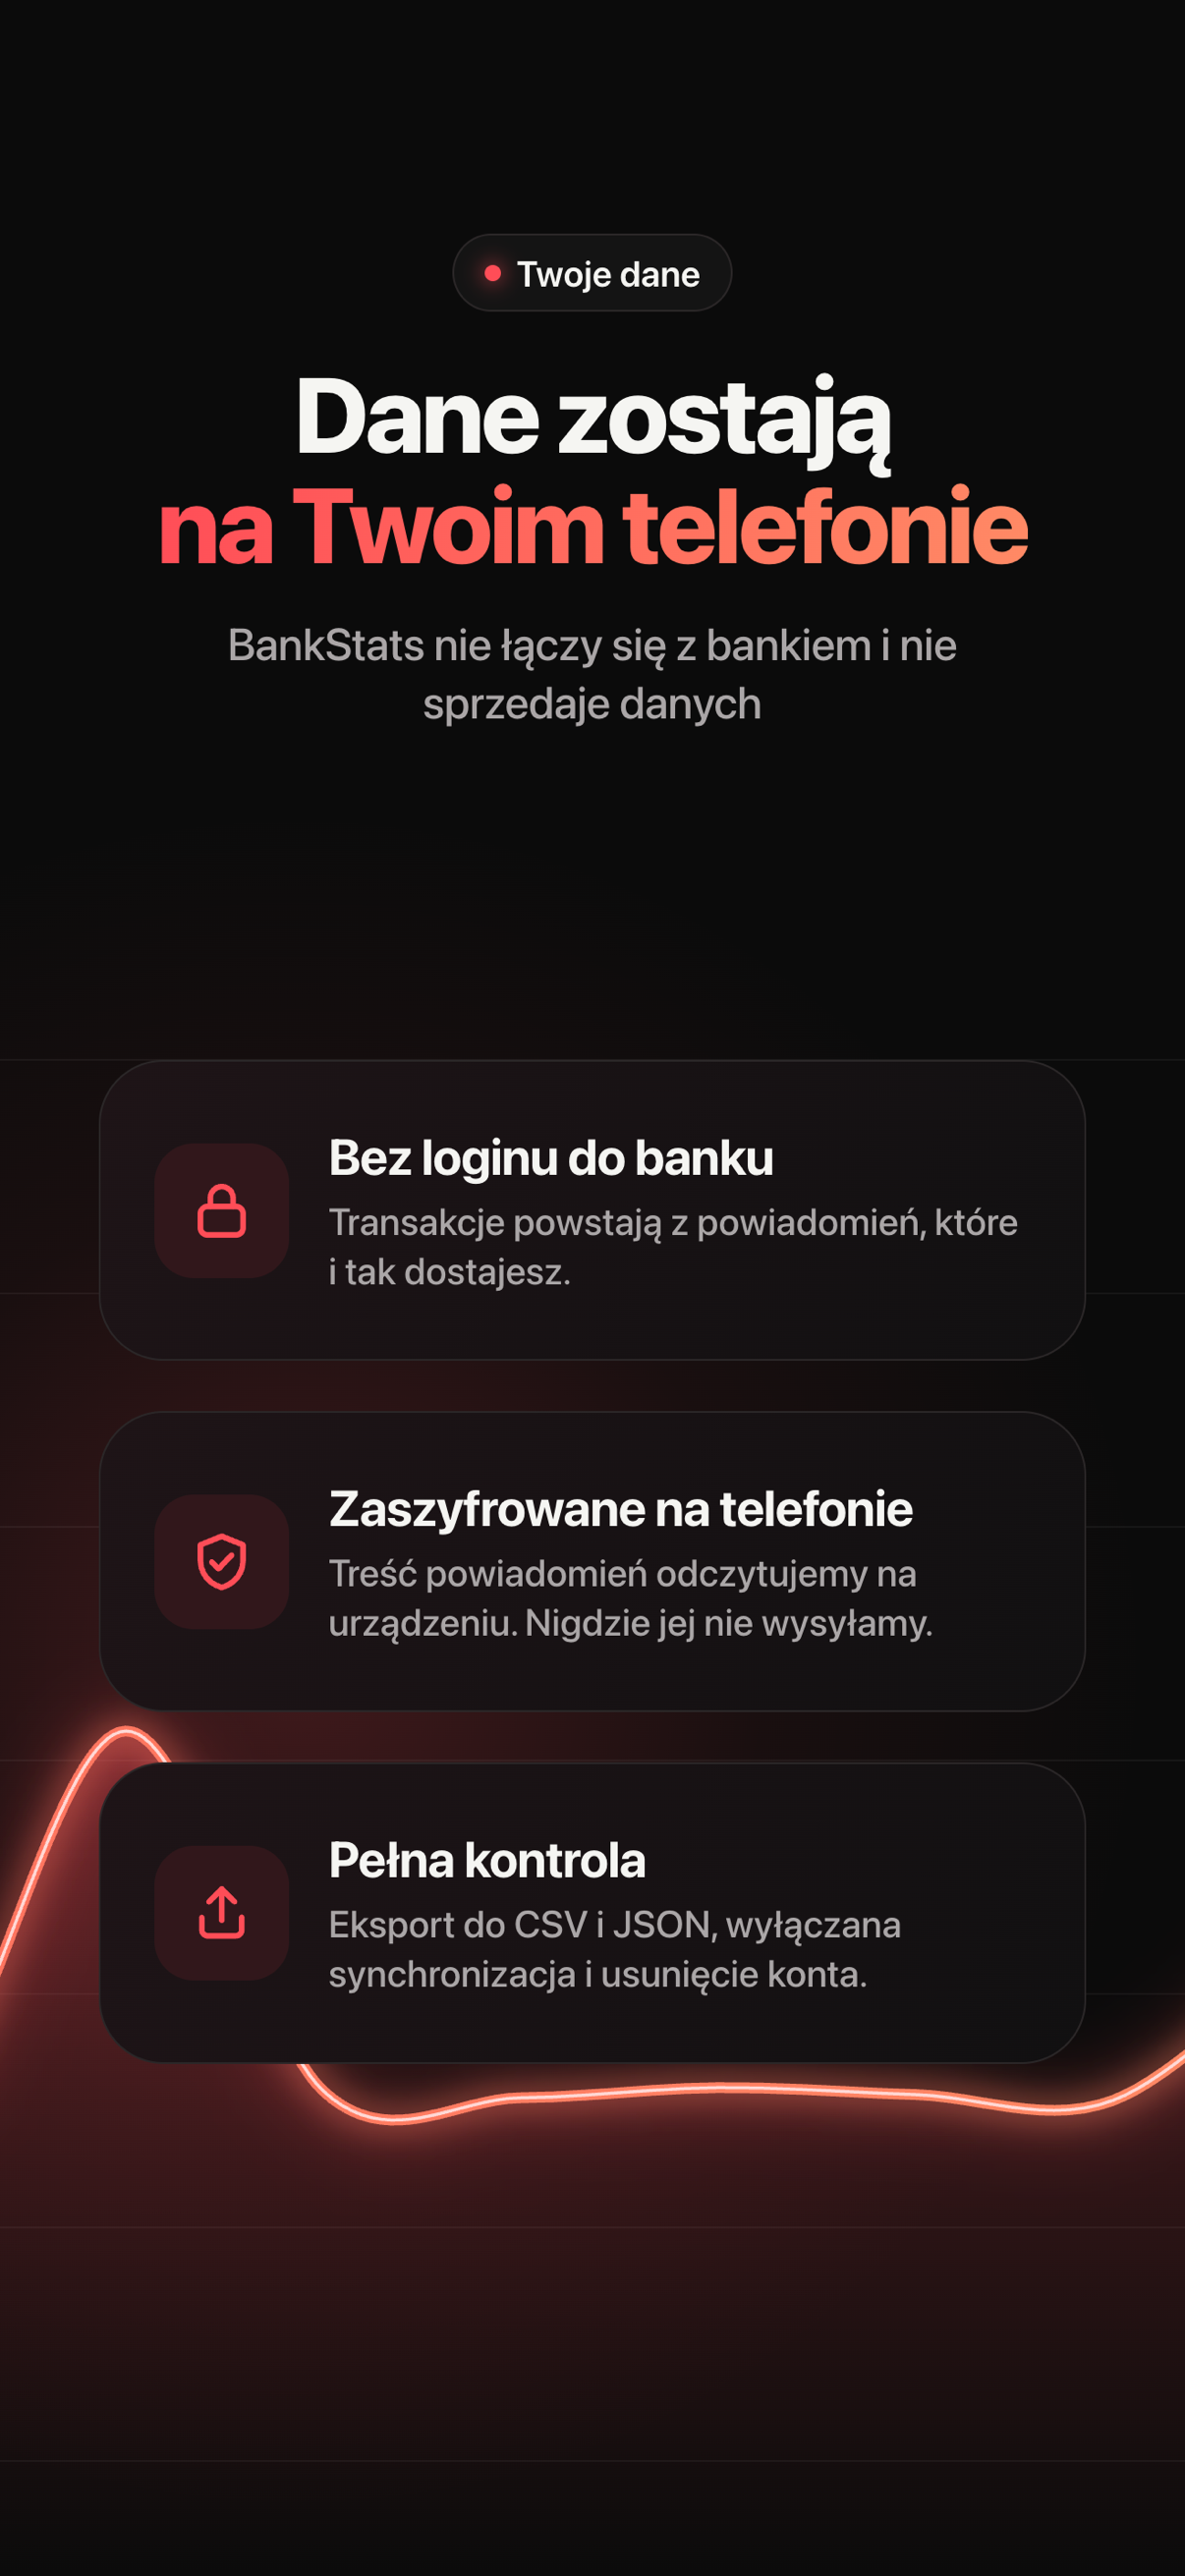 Twoje dane
Dane zostają
na Twoim telefonie
BankStats nie łączy się z bankiem i nie
sprzedaje danych
Bez loginu do banku
Transakcje powstają z powiadomień, które
i tak dostajesz.
Zaszyfrowane na telefonie
Treść powiadomień odczytujemy na
urządzeniu. Nigdzie jej nie wysyłamy.
Pełna kontrola
Eksport do CSV i JSON, wyłączana
synchronizacja i usunięcie konta.